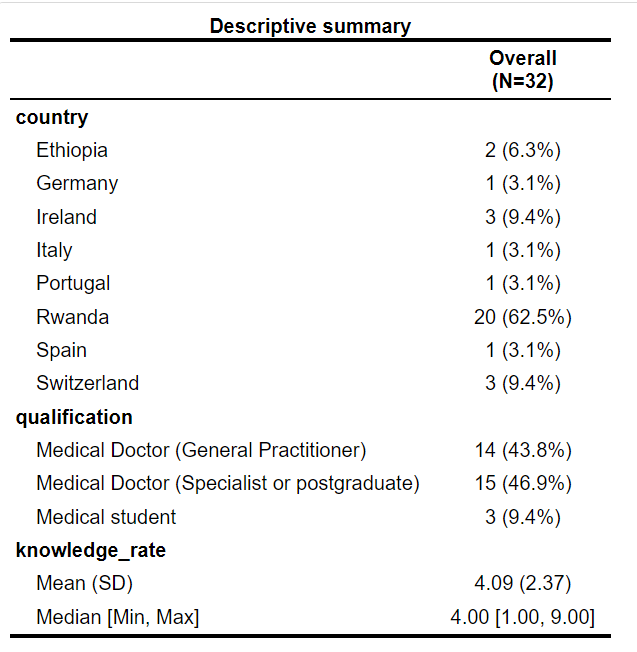 Descriptive summary
Overall
(N=32)
country
Ethiopia 2 (6.3%)
Germany 1 (3.1%)
Ireland 3 (9.4%)
Italy 1 (3.1%)
Portugal 1 (3.1%)
Rwanda 20 (62.5%)
Spain 1 (3.1%)
Switzerland 3 (9.4%)
qualification
Medical Doctor (General Practitioner) 14 (43.8%)
Medical Doctor (Specialist or postgraduate) 15 (46.9%)
Medical student 3 (9.4%)
knowledge_rate
Mean (SD) 4.09 (2.37)
Median [Min, Max] 4.00 [1.00, 9.00]